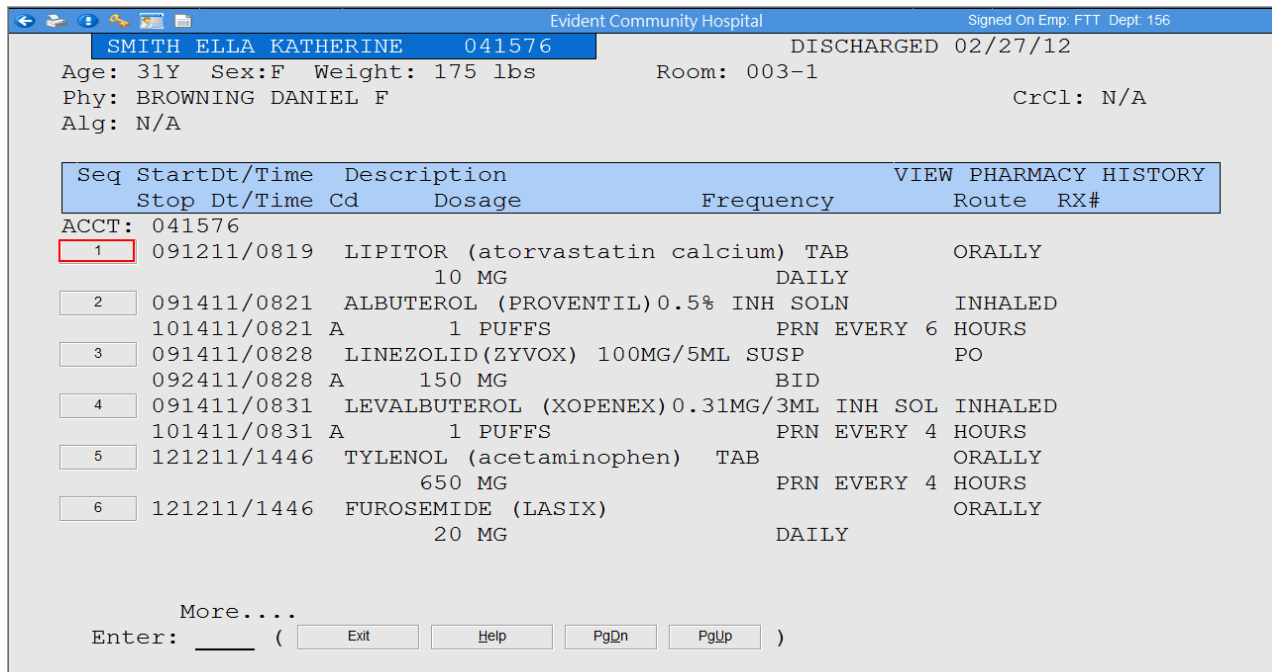 Evident Community Hospital Signed On Emp: FTT Dept: 156
SMITH ELLA KATHERINE 041576 DISCHARGED 02/27/12
Age: 31Y Sex:F Weight: 175 lbs Room: 003-1
Phy: BROWNING DANIEL F CrCl: N/A
Alg: N/A
Seq StartDt/Time Description VIEW PHARMACY HISTORY
Stop Dt/Time Cd Dosage Frequency Route RX#
ACCT: 041576
1 091211/0819 LIPITOR (atorvastatin calcium) TAB ORALLY
10 MG DAILY
2 091411/0821 ALBUTEROL (PROVENTIL)0.5% INH SOLN INHALED
101411/0821 A 1 PUFFS PRN EVERY 6 HOURS
3 091411/0828 LINEZOLID(ZYVOX) 100MG/5ML SUSP PO
092411/0828 A 150 MG BID
4 091411/0831 LEVALBUTEROL (XOPENEX)0.31MG/3ML INH SOL INHALED
101411/0831 A 1 PUFFS PRN EVERY 4 HOURS
5 121211/1446 TYLENOL (acetaminophen) TAB ORALLY
650 MG PRN EVERY 4 HOURS
6 121211/1446 FUROSEMIDE (LASIX) ORALLY
20 MG DAILY
More....
Enter: ____ ( Exit Help PgDn PgUp )